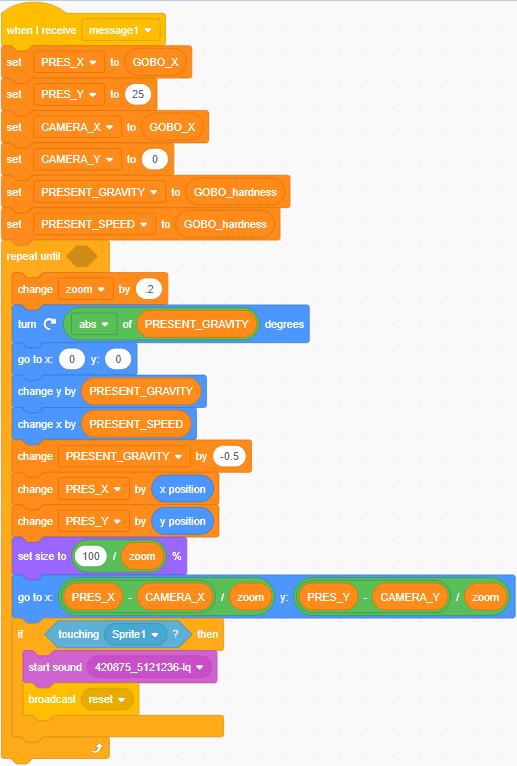 when I receive message1
set PRES_X to GOBO_X
set PRES_Y to 25
set CAMERA_X to GOBO_X
set CAMERA_Y to 0
set PRESENT_GRAVITY to GOBO_hardness
set PRESENT_SPEED to GOBO_hardness
repeat until
change zoom by .2
turn abs of PRESENT_GRAVITY degrees
go to x: 0 y: 0
change y by PRESENT_GRAVITY
change x by PRESENT_SPEED
change PRESENT_GRAVITY by -0.5
change PRES_X by x position
change PRES_Y by y position
set size to 100 / zoom %
go to x: PRES_X - CAMERA_X / zoom y: PRES_Y - CAMERA_Y / zoom
if touching Sprite1 ? then
start sound 420875_5121236-lq
broadcast reset